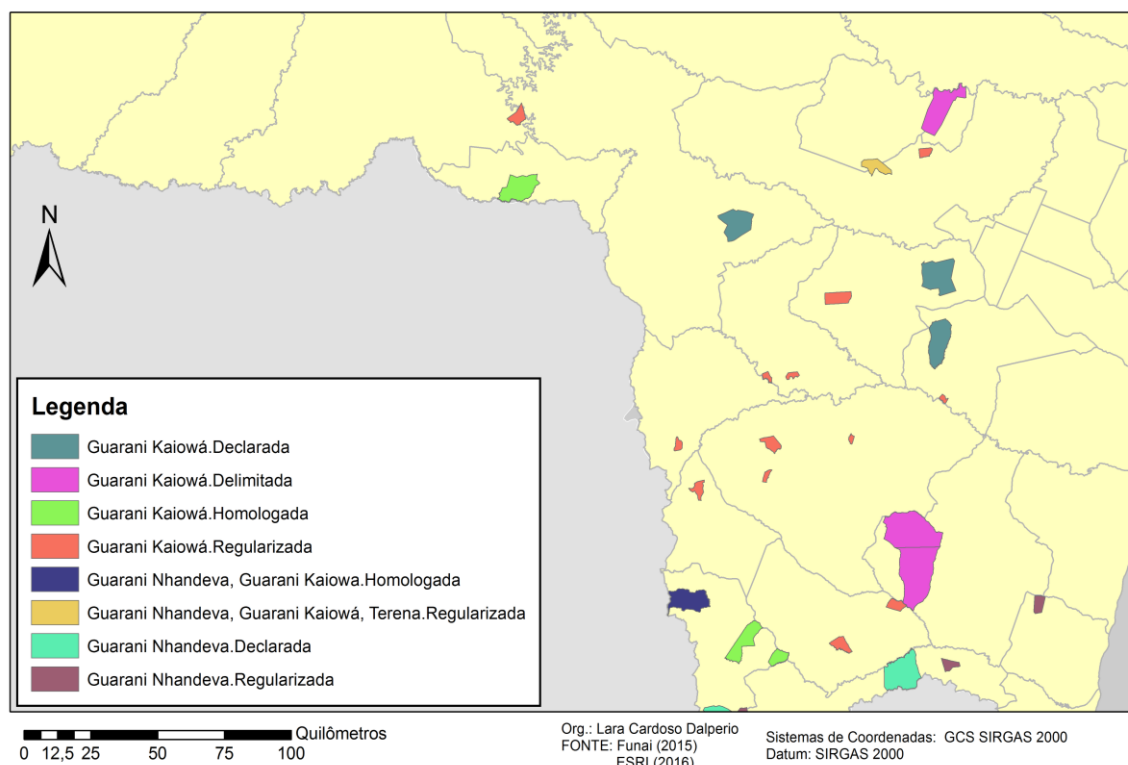 N
Legenda
Guarani Kaiowá.Declarada
Guarani Kaiowá.Delimitada
Guarani Kaiowá.Homologada
Guarani Kaiowá.Regularizada
Guarani Nhandeva, Guarani Kaiowa.Homologada
Guarani Nhandeva, Guarani Kaiowá, Terena.Regularizada
Guarani Nhandeva.Declarada
Guarani Nhandeva.Regularizada
Quilômetros
0 12,5 25 50 75 100
Org.: Lara Cardoso Dalperio
FONTE: Funai (2015)
ESRI (2016)
Sistemas de Coordenadas: GCS SIRGAS 2000
Datum: SIRGAS 2000